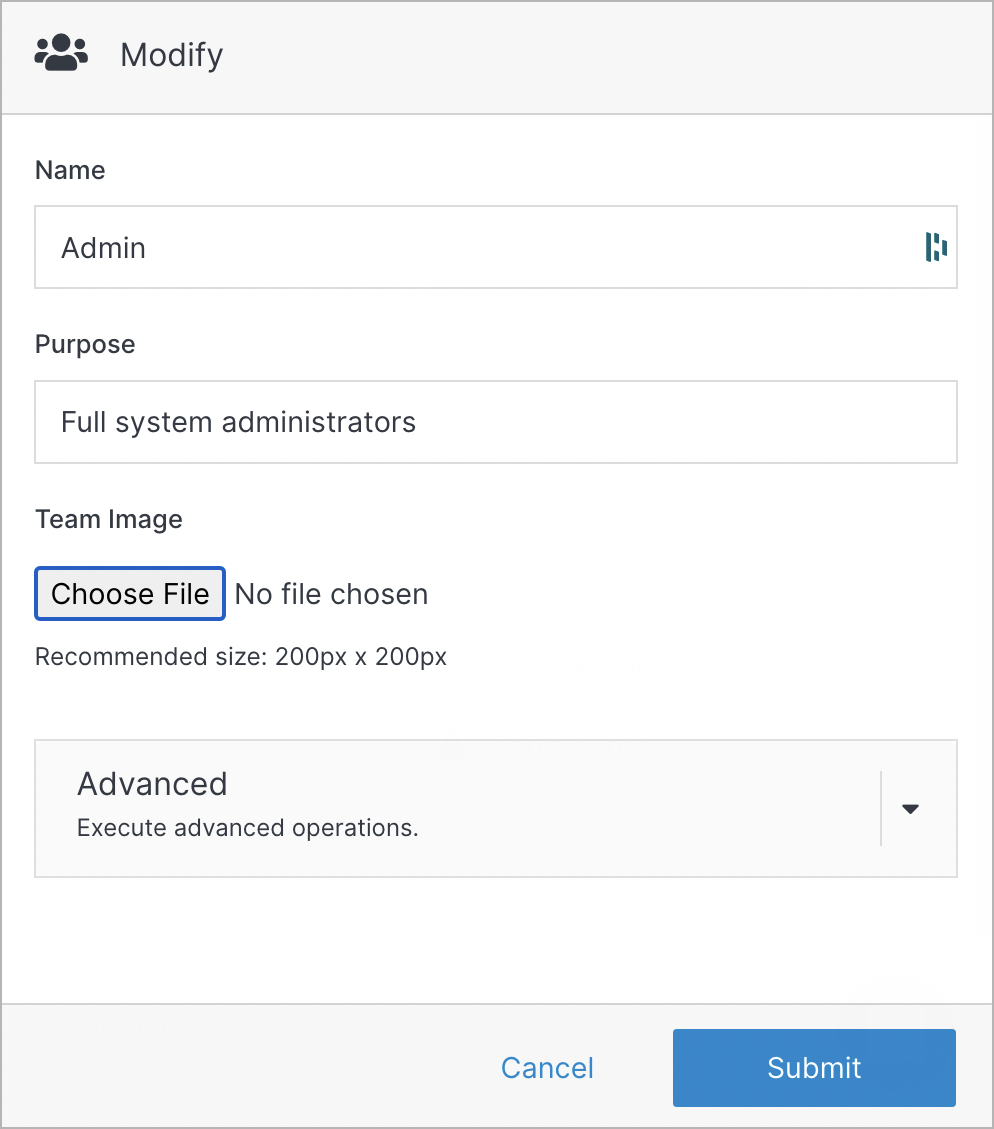 Modify
Name
Admin
Purpose
Full system administrators
Team Image
Choose File No file chosen
Recommended size: 200px x 200px
Advanced
Execute advanced operations.
Cancel Submit